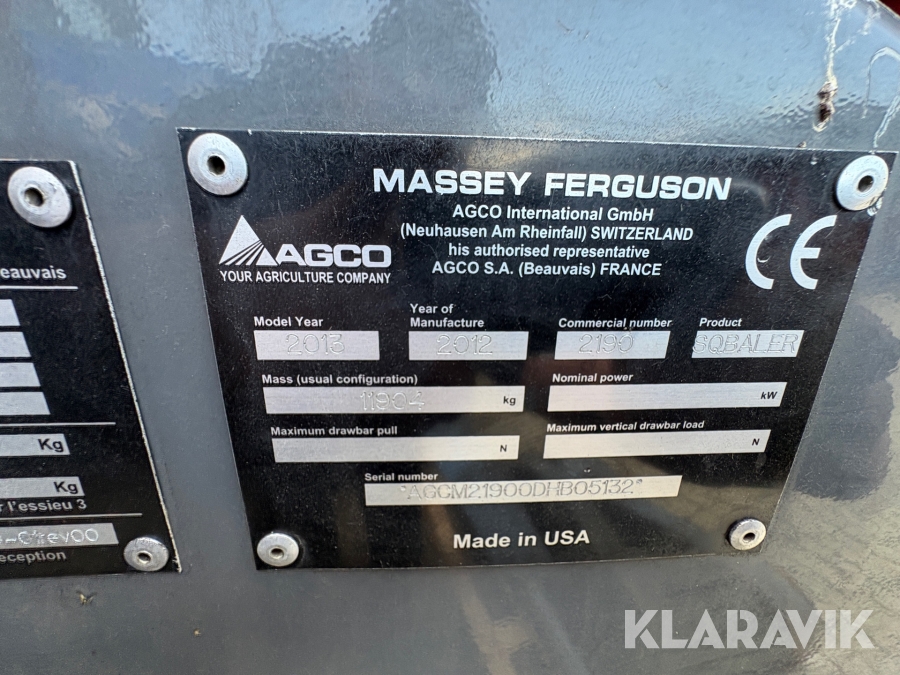 eauvais
Kg
Kg
r l'essieu 3
eception
MASSEY FERGUSON
AGCO International GmbH
(Neuhausen Am Rheinfall) SWITZERLAND
his authorised representative
AGCO S.A. (Beauvais) FRANCE
AGCO
YOUR AGRICULTURE COMPANY
CE
Model Year
2013
Year of
Manufacture
2012
Commercial number
2190
Product
SQBALER
Mass (usual configuration)
11904 kg
Nominal power
kW
Maximum drawbar pull
N
Maximum vertical drawbar load
N
Serial number
*AGCM21900DHB05132*
Made in USA
KLARAVIK